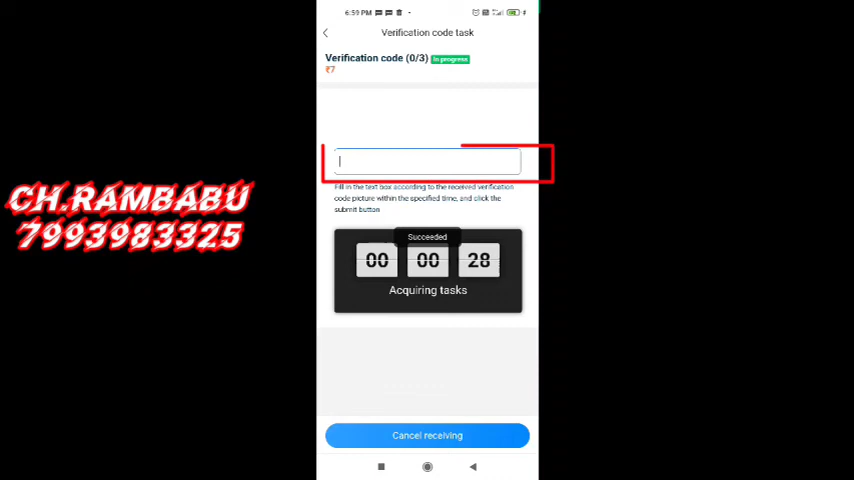 6:59 PM
Verification code task
Verification code (0/3) In progress
₹7
Fill in the text box according to the received verification
code picture within the specified time, and click the
submit button
Succeeded
00 00 28
Acquiring tasks
Cancel receiving
CH.RAMBABU
7993983325